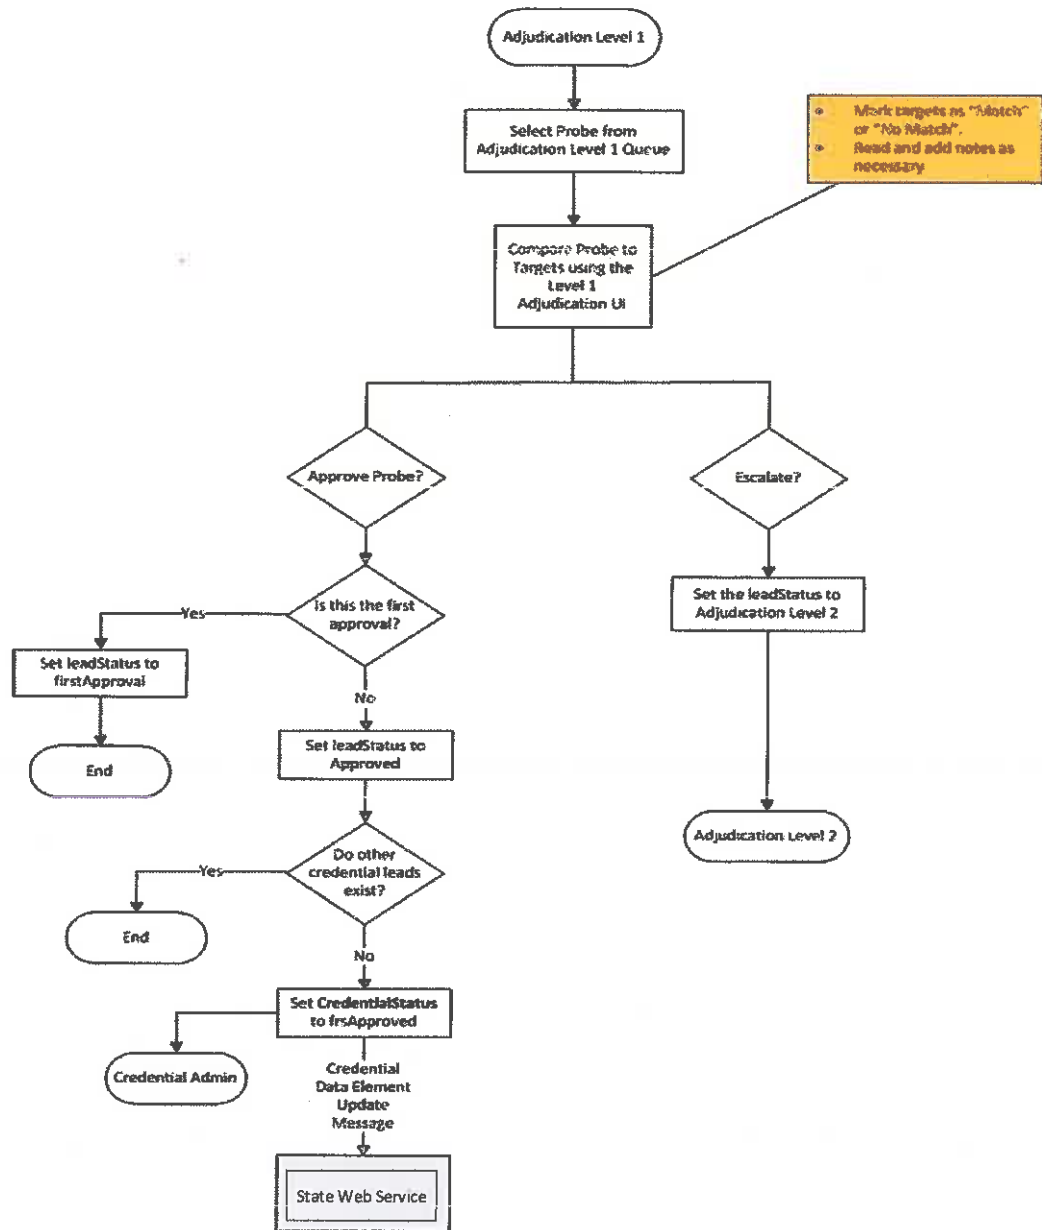 Adjudication Level 1
Select Probe from
Adjudication Level 1 Queue
• Mark targets as "Match"
or "No Match".
• Read and add notes as
necessary
Compare Probe to
Targets using the
Level 1
Adjudication UI
Approve Probe?
Escalate?
Is this the first
approval?
Yes
Set the leadStatus to
Adjudication Level 2
Set leadStatus to
firstApproval
No
End
Set leadStatus to
Approved
Adjudication Level 2
Do other
credential leads
exist?
Yes
End
No
Set CredentialStatus
to frsApproved
Credential Admin
Credential
Data Element
Update
Message
State Web Service